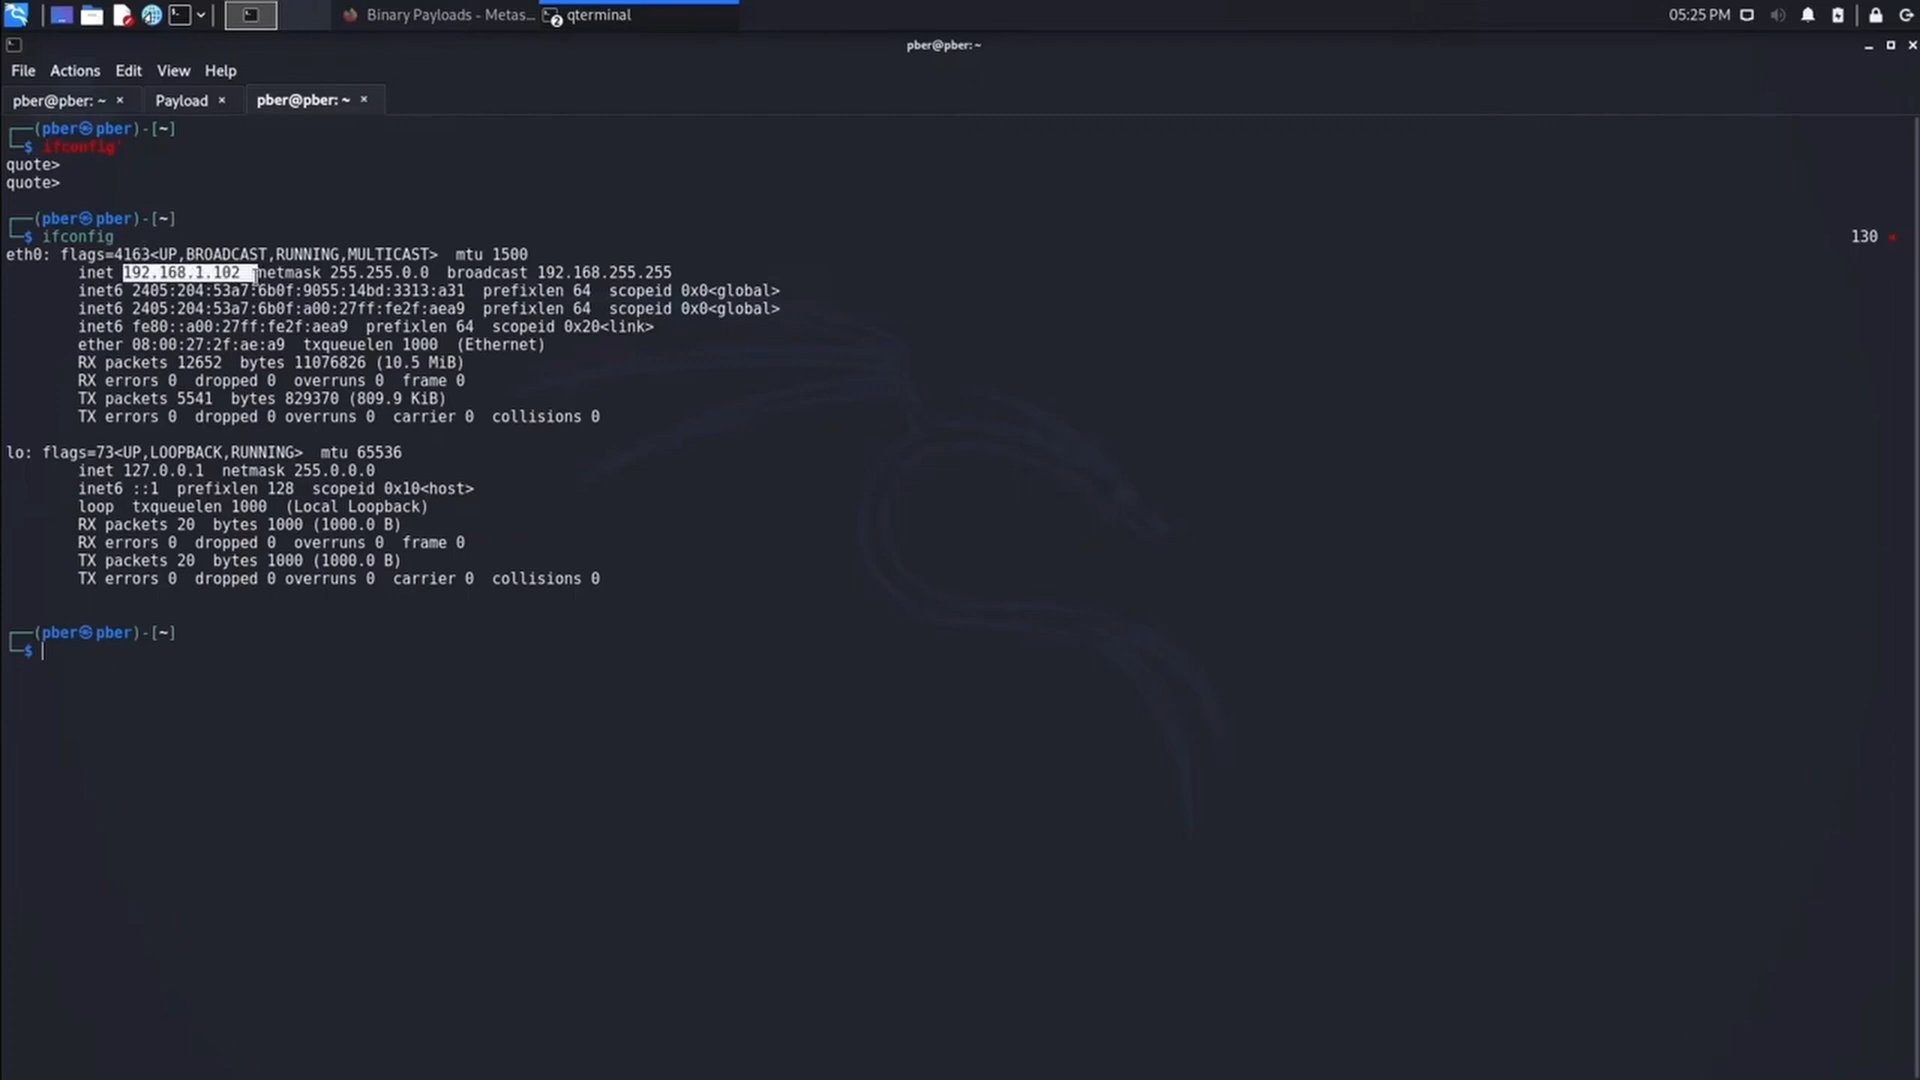 Binary Payloads - Metas...
qterminal
05:25 PM
pber@pber: ~
File Actions Edit View Help
pber@pber: ~ × Payload × pber@pber: ~ ×
(pber㉿pber)-[~]
$ ifconfig'
quote>
quote>
(pber㉿pber)-[~]
$ ifconfig
130 ⨯
eth0: flags=4163<UP,BROADCAST,RUNNING,MULTICAST>  mtu 1500
inet 192.168.1.102  netmask 255.255.0.0  broadcast 192.168.255.255
inet6 2405:204:53a7:6b0f:9055:14bd:3313:a31  prefixlen 64  scopeid 0x0<global>
inet6 2405:204:53a7:6b0f:a00:27ff:fe2f:aea9  prefixlen 64  scopeid 0x0<global>
inet6 fe80::a00:27ff:fe2f:aea9  prefixlen 64  scopeid 0x20<link>
ether 08:00:27:2f:ae:a9  txqueuelen 1000  (Ethernet)
RX packets 12652  bytes 11076826 (10.5 MiB)
RX errors 0  dropped 0  overruns 0  frame 0
TX packets 5541  bytes 829370 (809.9 KiB)
TX errors 0  dropped 0 overruns 0  carrier 0  collisions 0
lo: flags=73<UP,LOOPBACK,RUNNING>  mtu 65536
inet 127.0.0.1  netmask 255.0.0.0
inet6 ::1  prefixlen 128  scopeid 0x10<host>
loop  txqueuelen 1000  (Local Loopback)
RX packets 20  bytes 1000 (1000.0 B)
RX errors 0  dropped 0  overruns 0  frame 0
TX packets 20  bytes 1000 (1000.0 B)
TX errors 0  dropped 0 overruns 0  carrier 0  collisions 0
(pber㉿pber)-[~]
$